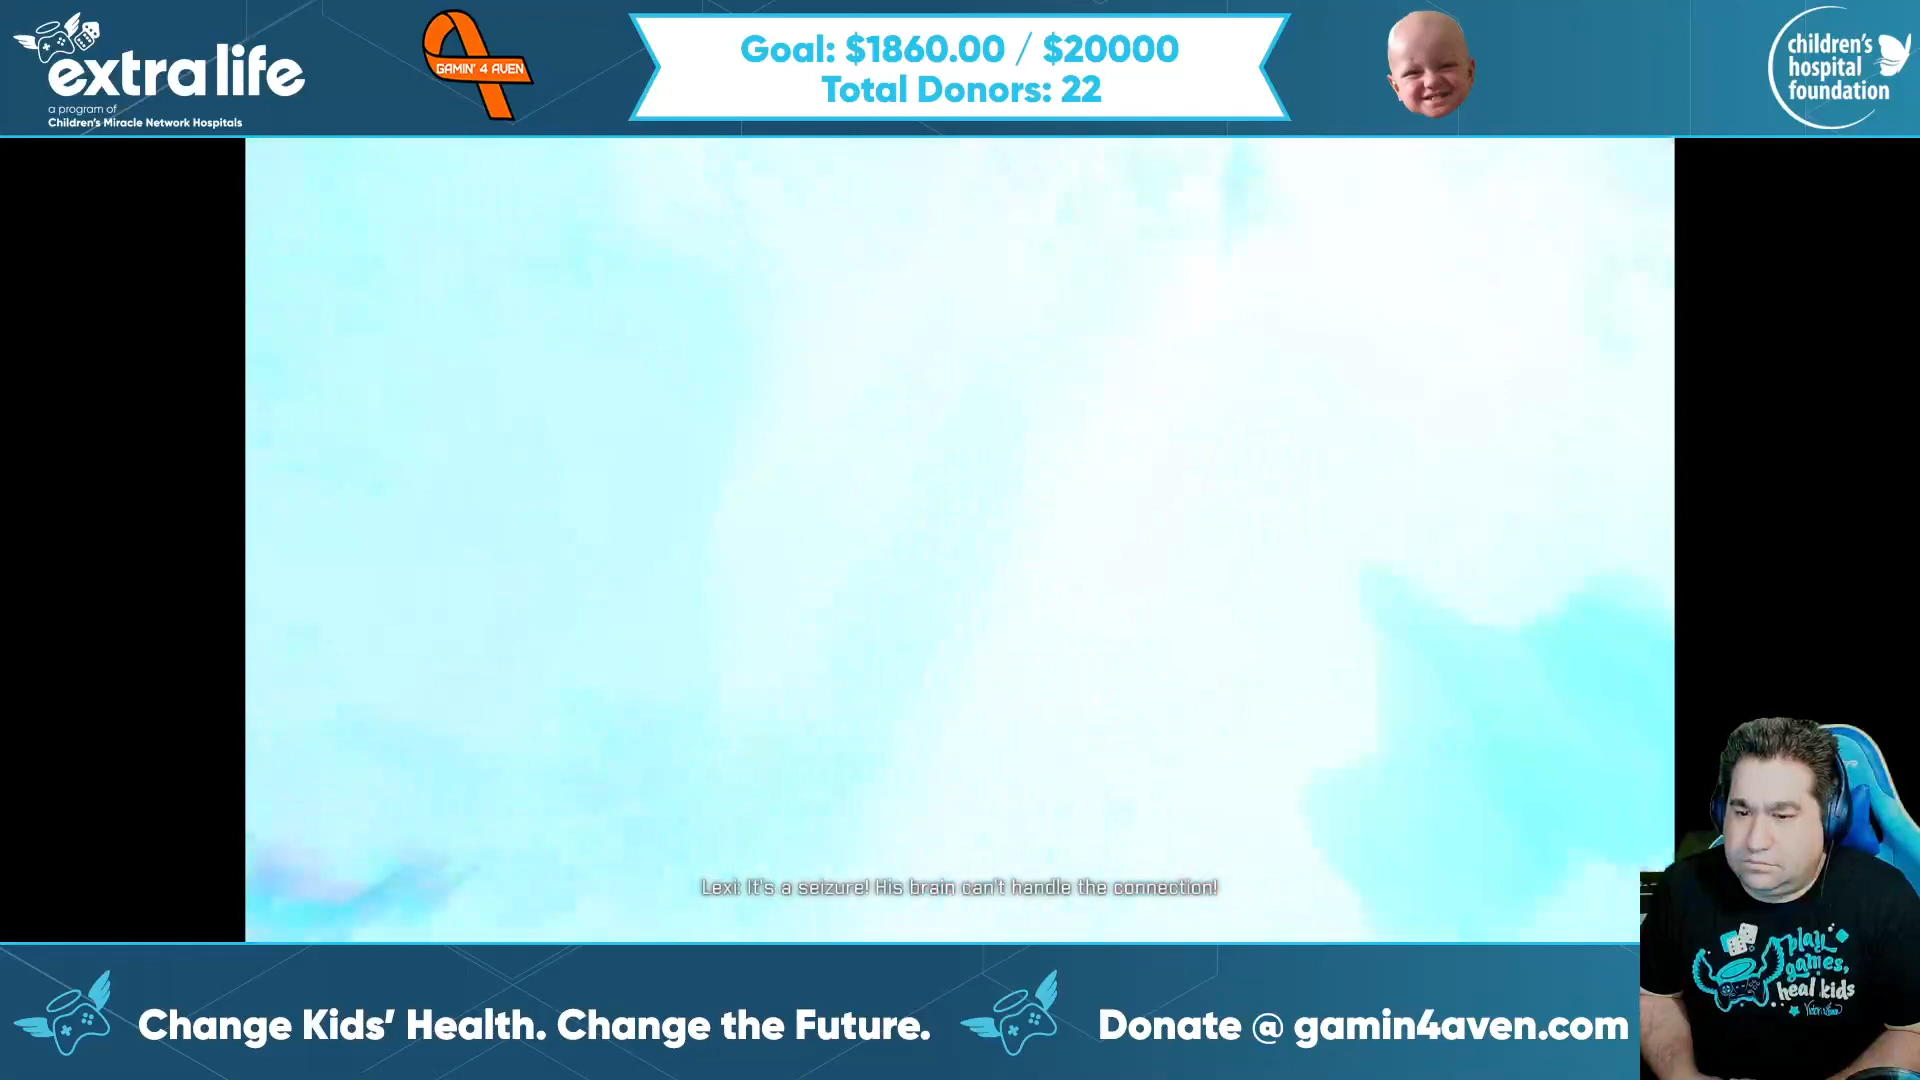 extra life
a program of
Children's Miracle Network Hospitals
GAMIN' 4 AVEN
Goal: $1860.00 / $20000
Total Donors: 22
children's
hospital
foundation
Lexi: It's a seizure! His brain can't handle the connection!
play
games,
heal kids
Change Kids' Health. Change the Future.
Donate @ gamin4aven.com